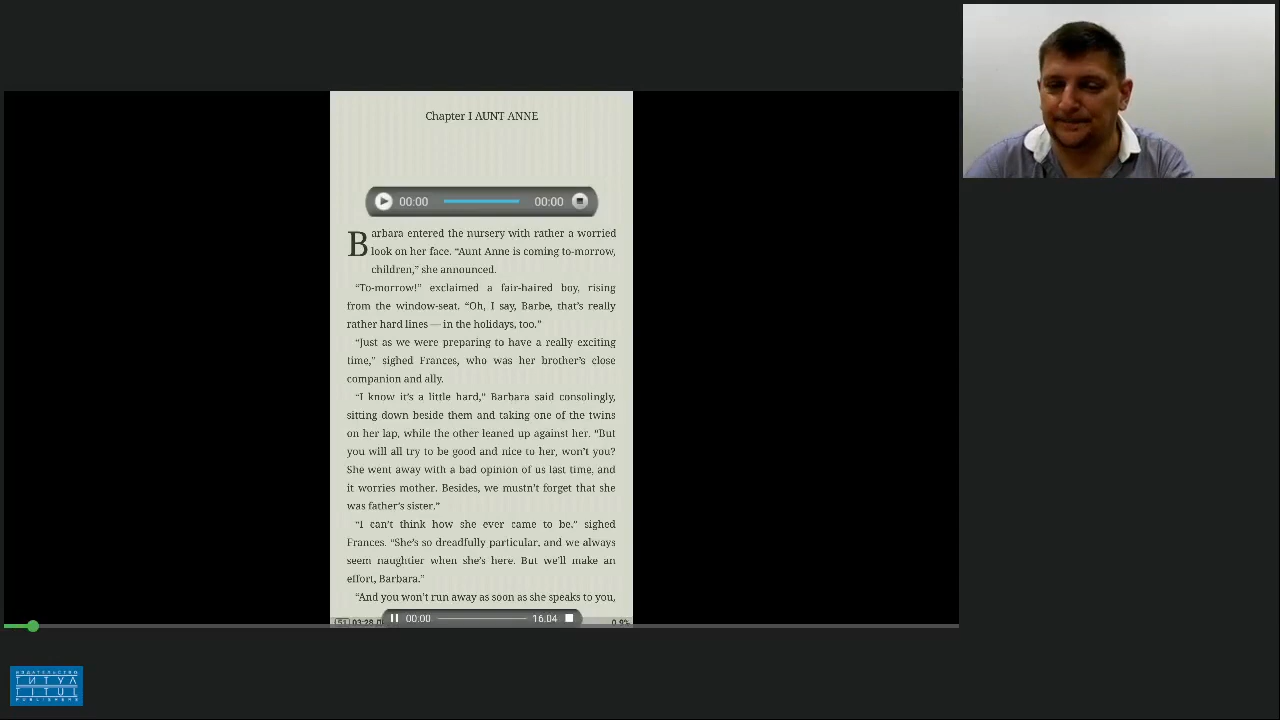 Chapter I AUNT ANNE
00:00
00:00
Barbara entered the nursery with rather a worried
look on her face. “Aunt Anne is coming to-morrow,
children,” she announced.
“To-morrow!” exclaimed a fair-haired boy, rising
from the window-seat. “Oh, I say, Barbe, that’s really
rather hard lines — in the holidays, too.”
“Just as we were preparing to have a really exciting
time,” sighed Frances, who was her brother’s close
companion and ally.
“I know it’s a little hard,” Barbara said consolingly,
sitting down beside them and taking one of the twins
on her lap, while the other leaned up against her. “But
you will all try to be good and nice to her, won’t you?
She went away with a bad opinion of us last time, and
it worries mother. Besides, we mustn’t forget that she
was father’s sister.”
“I can’t think how she ever came to be,” sighed
Frances. “She’s so dreadfully particular, and we always
seem naughtier when she’s here. But we’ll make an
effort, Barbara.”
“And you won’t run away as soon as she speaks to you,
00:00
16:04
0.9%
ИЗДАТЕЛЬСТВО
ТИТУЛ
TITUL
PUBLISHERS